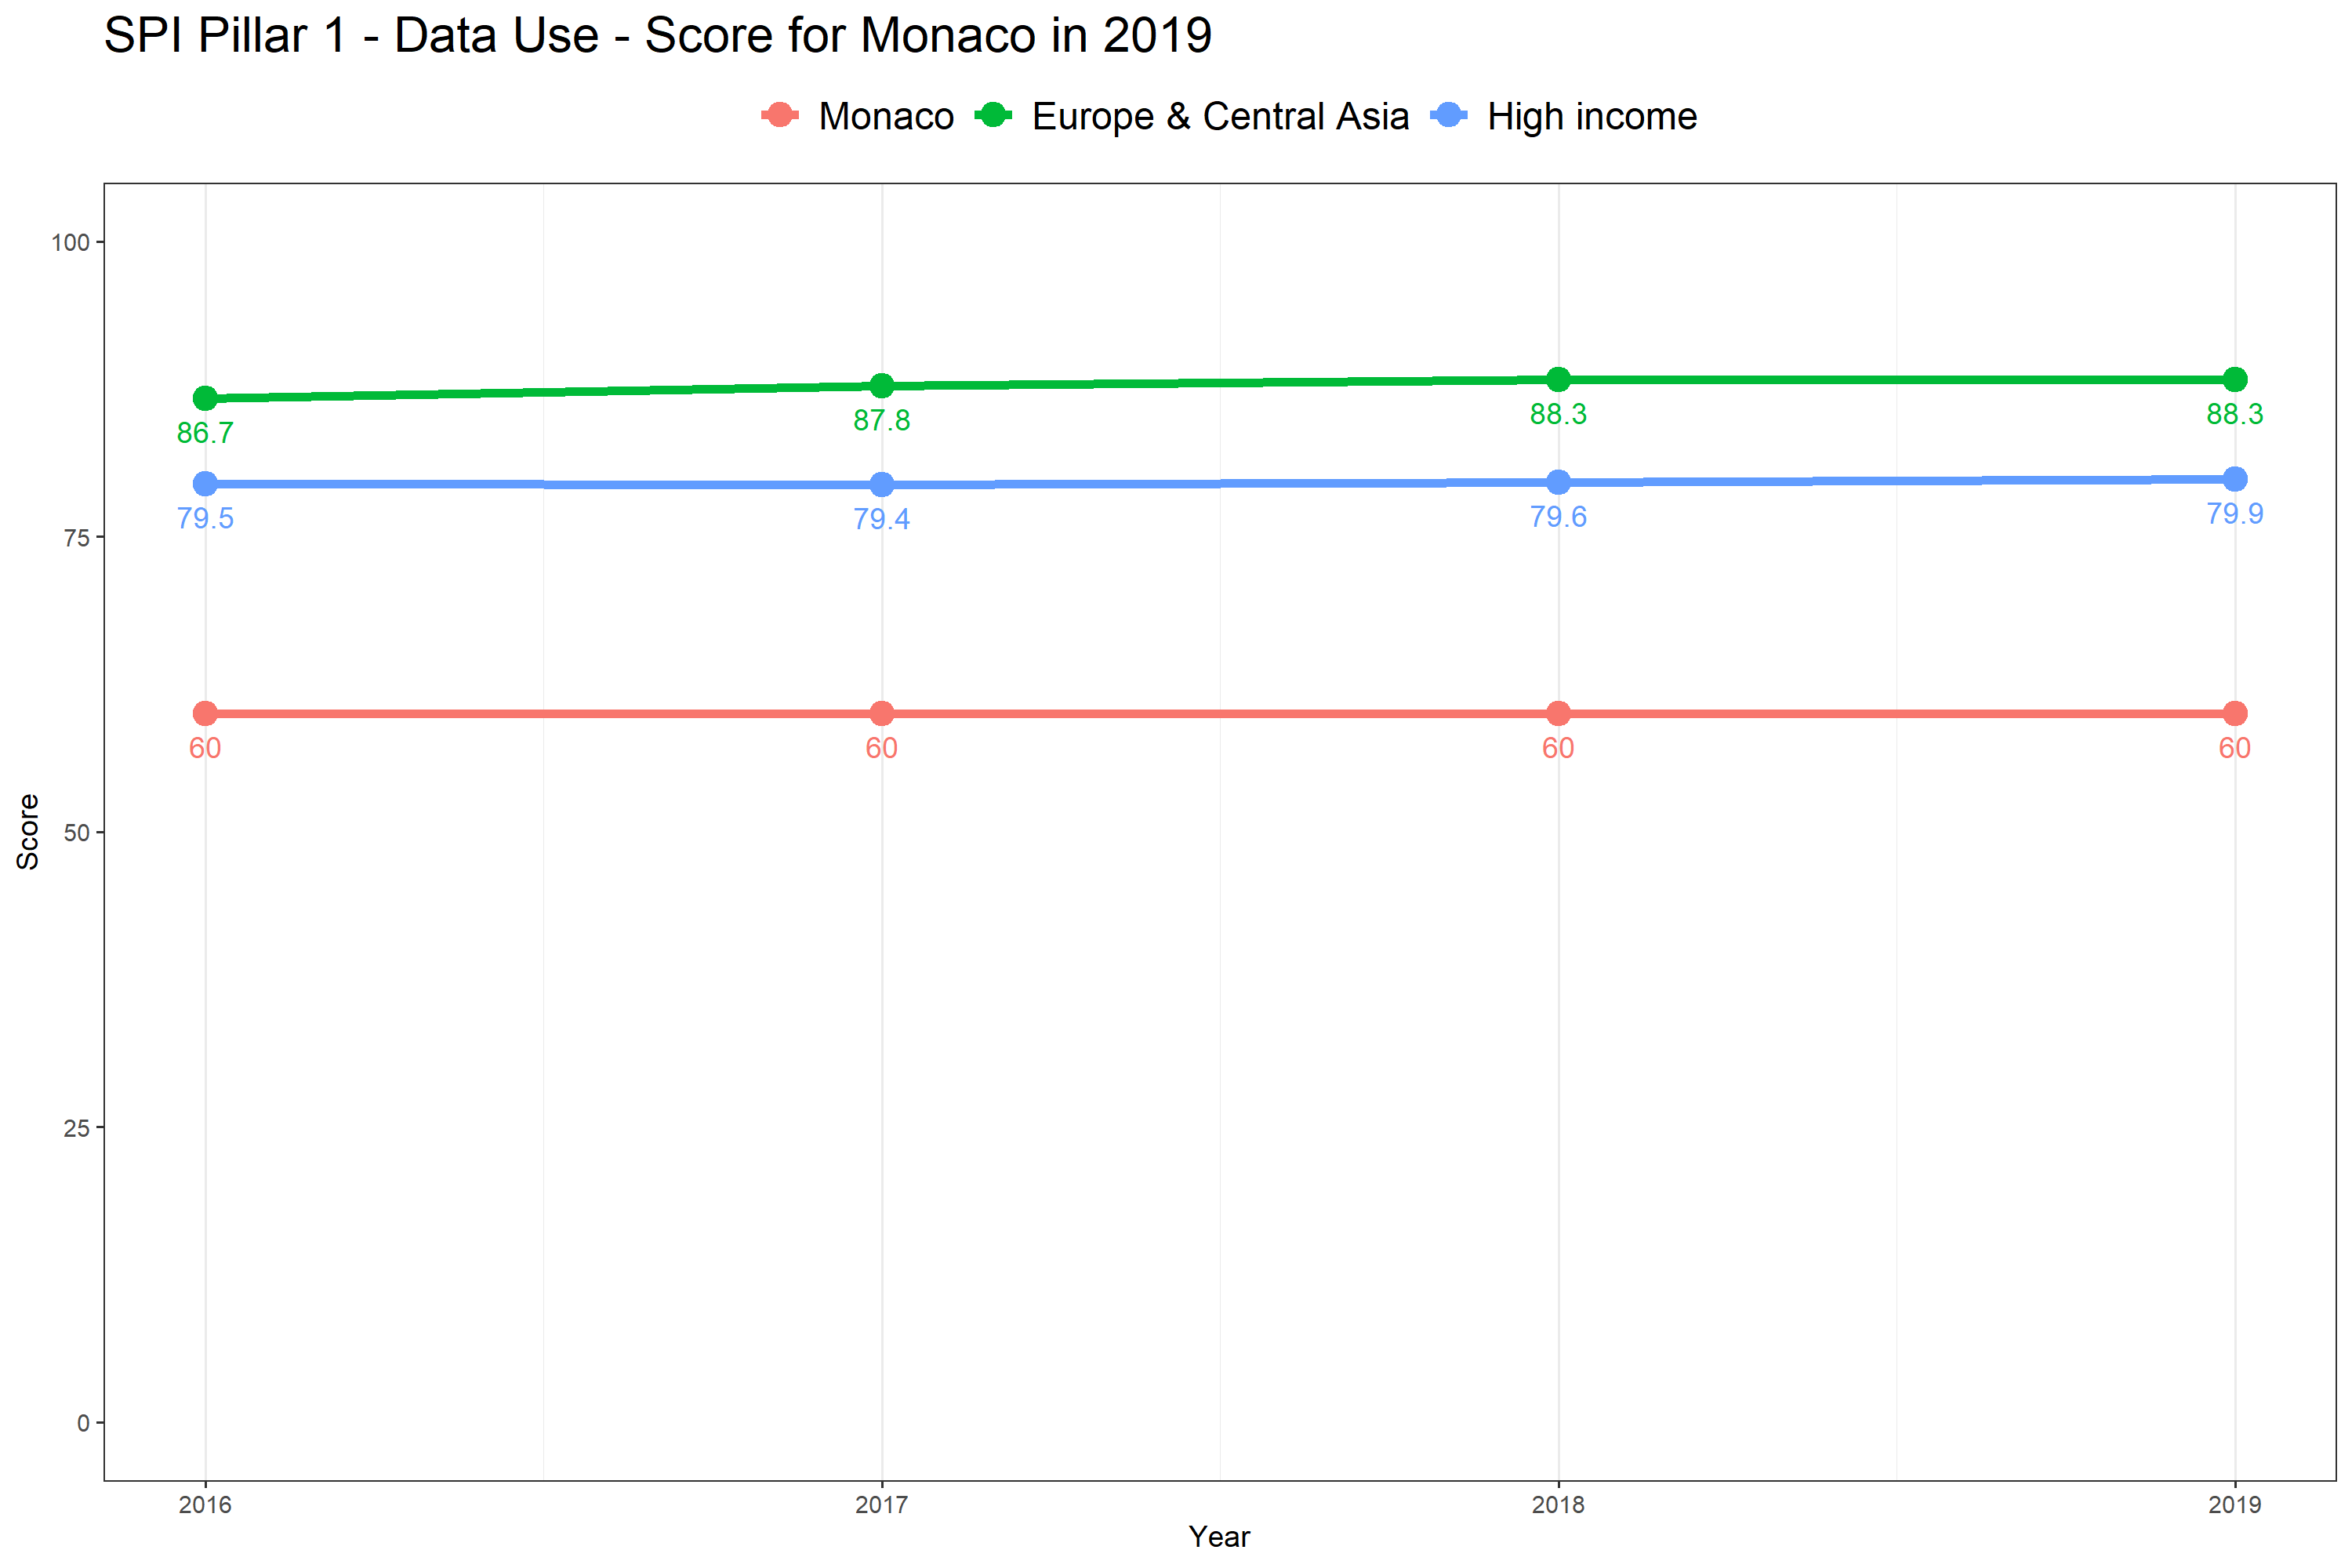 SPI Pillar 1 - Data Use - Score for Monaco in 2019
Monaco Europe & Central Asia High income
100
75
50
25
0
Score
86.7 87.8 88.3 88.3
79.5 79.4 79.6 79.9
60 60 60 60
2016 2017 2018 2019
Year